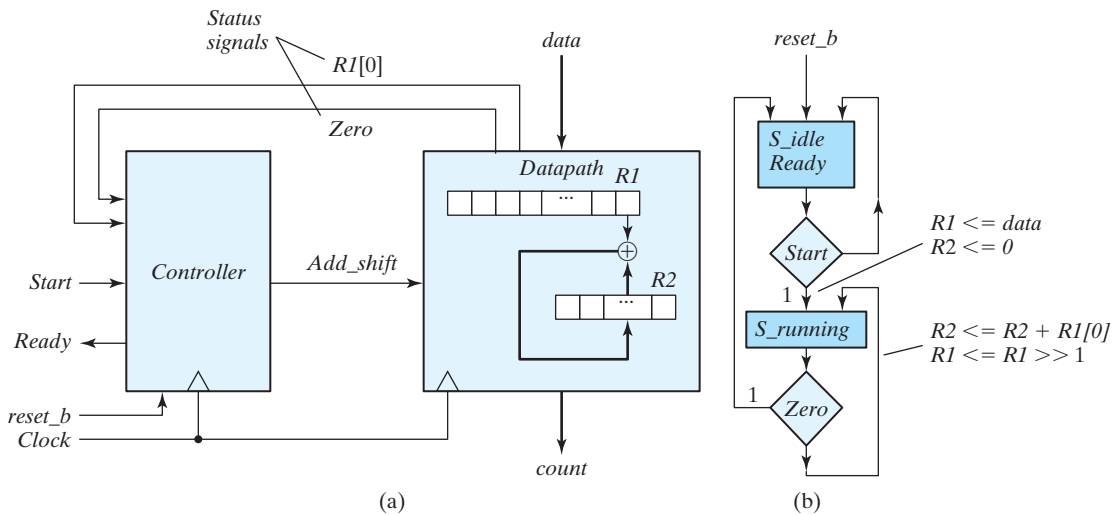 Status
signals
R1[0]
Zero
data
Datapath
R1
...
Controller
Add_shift
R2
...
Start
Ready
reset_b
Clock
count
(a)
reset_b
S_idle
Ready
Start
R1 <= data
R2 <= 0
1
S_running
R2 <= R2 + R1[0]
R1 <= R1 >> 1
1
Zero
(b)